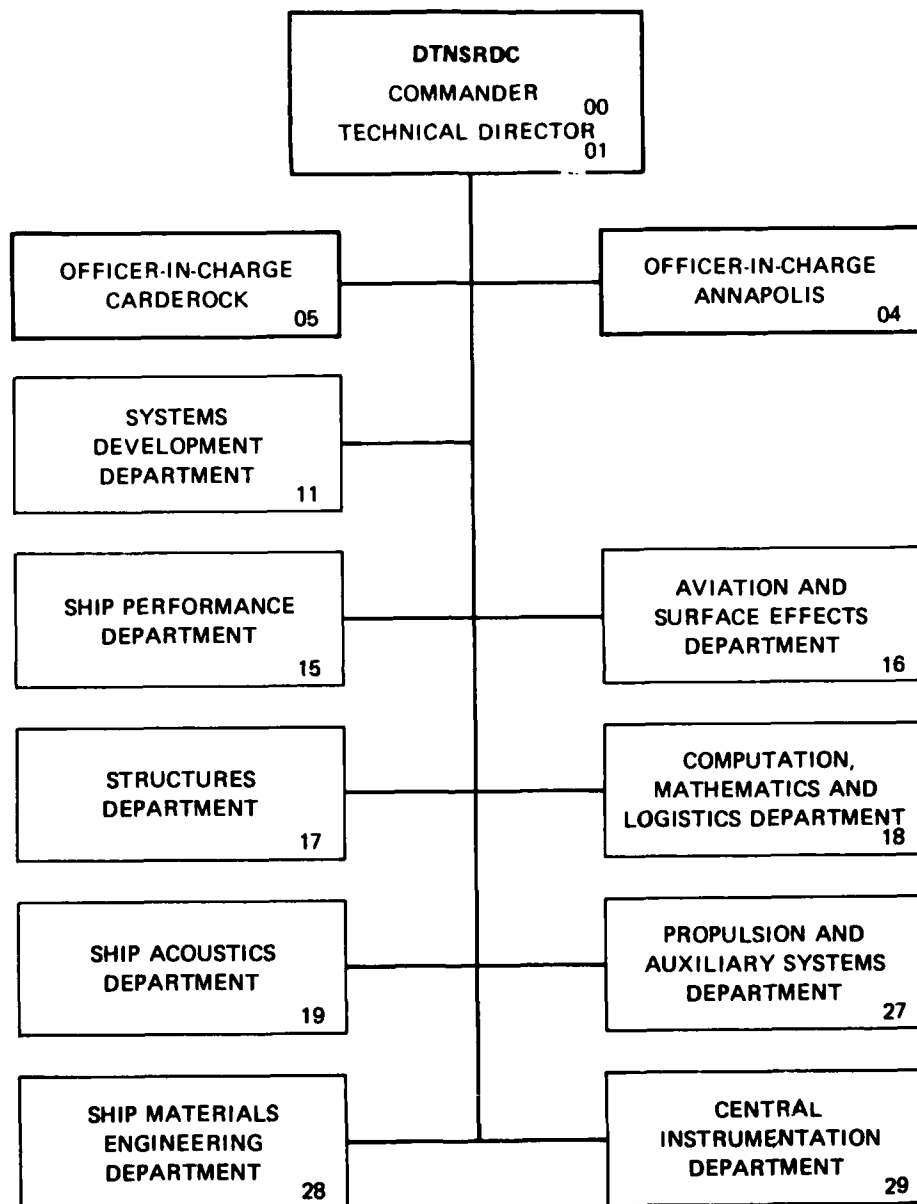 DTNSRDC
COMMANDER 00
TECHNICAL DIRECTOR 01
OFFICER-IN-CHARGE
CARDEROCK
05
OFFICER-IN-CHARGE
ANNAPOLIS
04
SYSTEMS
DEVELOPMENT
DEPARTMENT
11
SHIP PERFORMANCE
DEPARTMENT
15
AVIATION AND
SURFACE EFFECTS
DEPARTMENT
16
STRUCTURES
DEPARTMENT
17
COMPUTATION,
MATHEMATICS AND
LOGISTICS DEPARTMENT
18
SHIP ACOUSTICS
DEPARTMENT
19
PROPULSION AND
AUXILIARY SYSTEMS
DEPARTMENT
27
SHIP MATERIALS
ENGINEERING
DEPARTMENT
28
CENTRAL
INSTRUMENTATION
DEPARTMENT
29